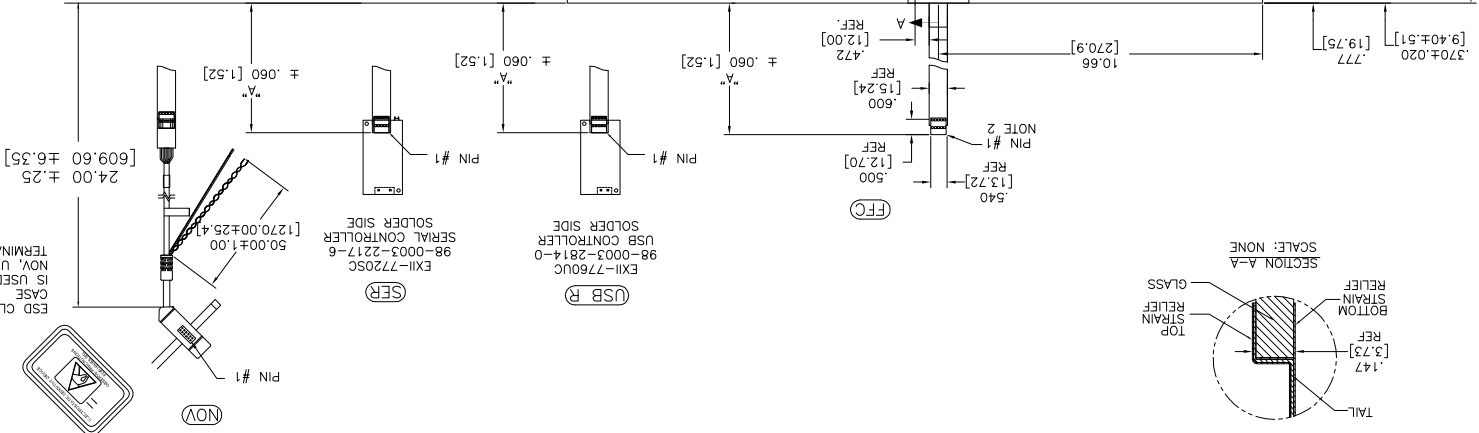 TAIL
.147
[3.73]
REF
BOTTOM
STRAIN
RELIEF
TOP
STRAIN
RELIEF
GLASS
SECTION A-A
SCALE: NONE
FFC
.540
[13.72]
REF
.500
[12.70]
REF
PIN #1
NOTE 2
.600
[15.24]
REF
.472
[12.00]
REF.
A
10.66
[270.9]
.777
[19.75]
.370±.020
[9.40±.51]
"A"
± .060 [1.52]
USB R
EXII-7760UC
98-0003-2814-0
USB CONTROLLER
SOLDER SIDE
PIN #1
"A"
± .060 [1.52]
SER
EXII-7720SC
98-0003-2217-6
SERIAL CONTROLLER
SOLDER SIDE
PIN #1
"A"
± .060 [1.52]
NOV
PIN #1
50.00±1.00
[1270.00±25.4]
24.00 ±.25
[609.60 ±6.35]
ESD CL
CASE
IS USED
NOV, U
TERMINA